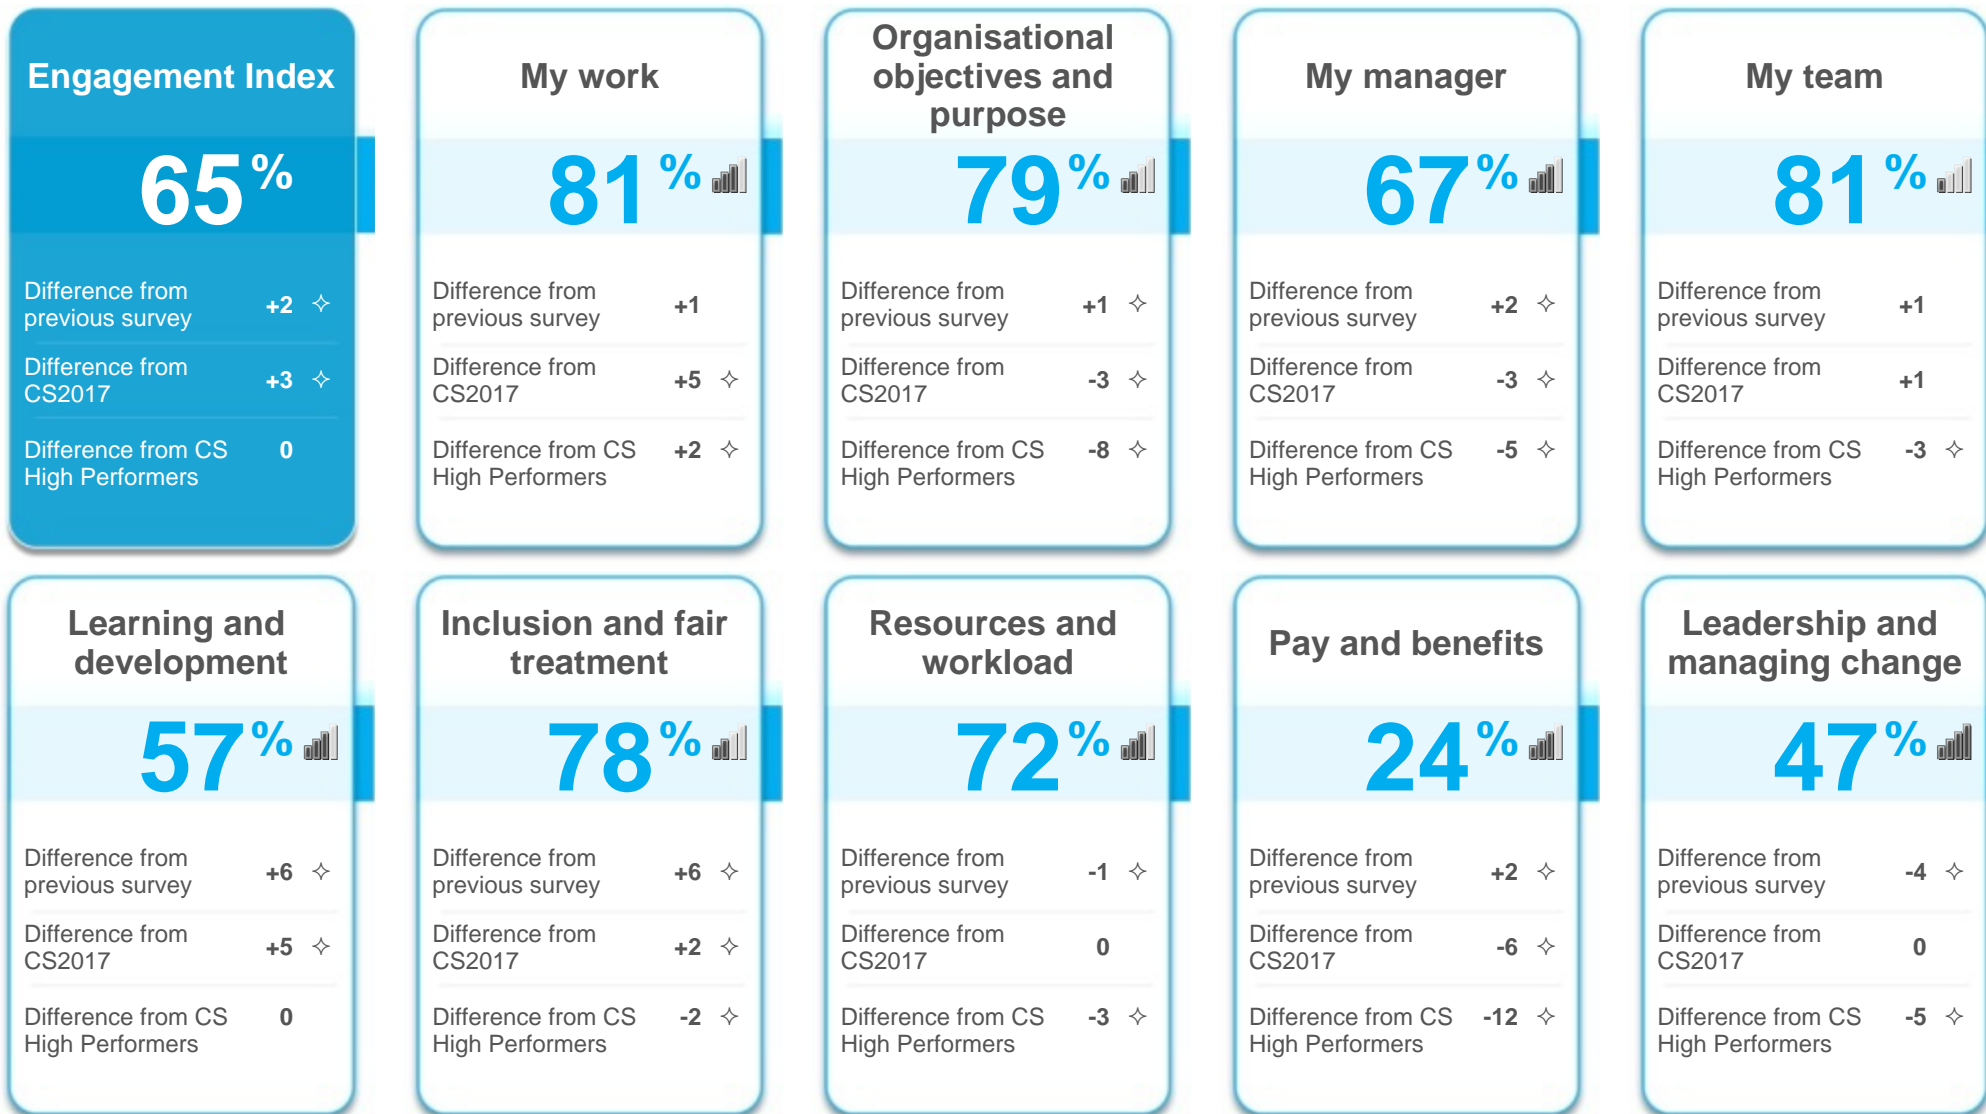 Engagement Index
65%
Difference from
previous survey +2 ✧
Difference from
CS2017 +3 ✧
Difference from CS
High Performers 0
My work
81%
Difference from
previous survey +1
Difference from
CS2017 +5 ✧
Difference from CS
High Performers +2 ✧
Organisational
objectives and
purpose
79%
Difference from
previous survey +1 ✧
Difference from
CS2017 -3 ✧
Difference from CS
High Performers -8 ✧
My manager
67%
Difference from
previous survey +2 ✧
Difference from
CS2017 -3 ✧
Difference from CS
High Performers -5 ✧
My team
81%
Difference from
previous survey +1
Difference from
CS2017 +1
Difference from CS
High Performers -3 ✧
Learning and
development
57%
Difference from
previous survey +6 ✧
Difference from
CS2017 +5 ✧
Difference from CS
High Performers 0
Inclusion and fair
treatment
78%
Difference from
previous survey +6 ✧
Difference from
CS2017 +2 ✧
Difference from CS
High Performers -2 ✧
Resources and
workload
72%
Difference from
previous survey -1 ✧
Difference from
CS2017 0
Difference from CS
High Performers -3 ✧
Pay and benefits
24%
Difference from
previous survey +2 ✧
Difference from
CS2017 -6 ✧
Difference from CS
High Performers -12 ✧
Leadership and
managing change
47%
Difference from
previous survey -4 ✧
Difference from
CS2017 0
Difference from CS
High Performers -5 ✧